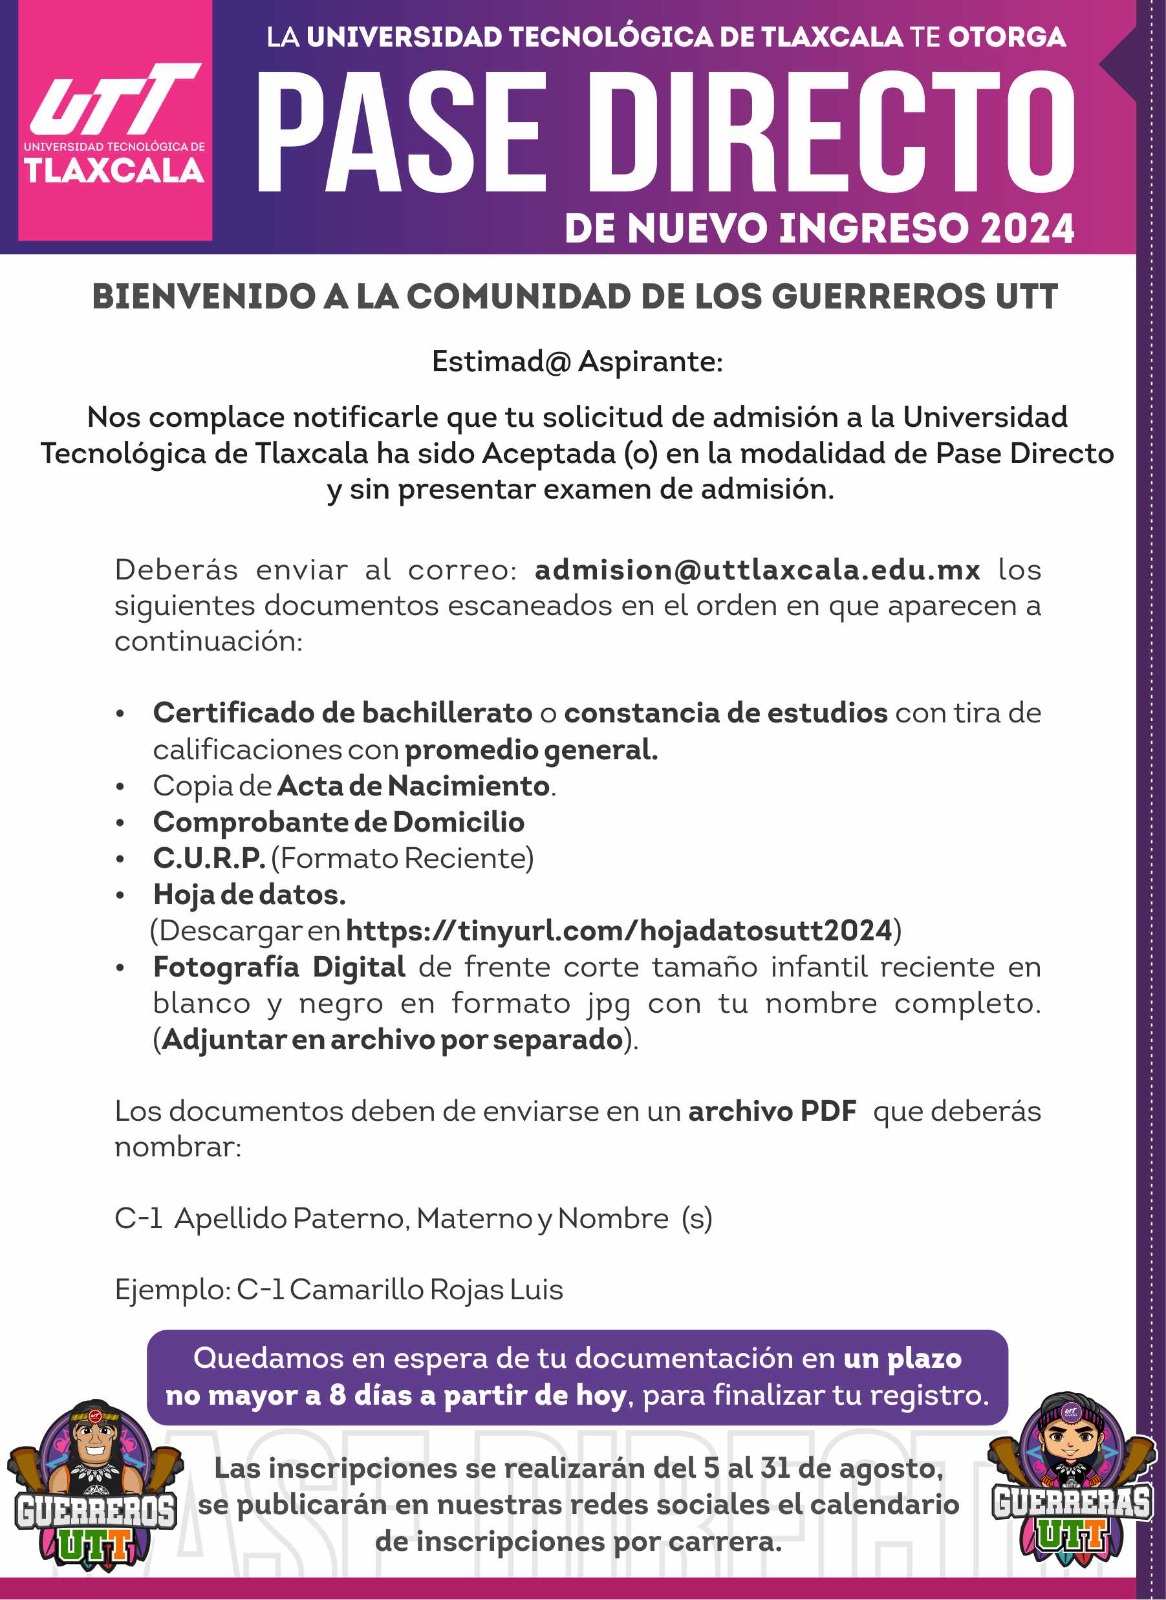 UTT
UNIVERSIDAD TECNOLÓGICA DE
TLAXCALA
LA UNIVERSIDAD TECNOLÓGICA DE TLAXCALA TE OTORGA
PASE DIRECTO
DE NUEVO INGRESO 2024
BIENVENIDO A LA COMUNIDAD DE LOS GUERREROS UTT
Estimad@ Aspirante:
Nos complace notificarle que tu solicitud de admisión a la Universidad
Tecnológica de Tlaxcala ha sido Aceptada (o) en la modalidad de Pase Directo
y sin presentar examen de admisión.
Deberás enviar al correo: admision@uttlaxcala.edu.mx los
siguientes documentos escaneados en el orden en que aparecen a
continuación:
• Certificado de bachillerato o constancia de estudios con tira de
calificaciones con promedio general.
• Copia de Acta de Nacimiento.
• Comprobante de Domicilio
• C.U.R.P. (Formato Reciente)
• Hoja de datos.
(Descargar en https://tinyurl.com/hojadatosutt2024)
• Fotografía Digital de frente corte tamaño infantil reciente en
blanco y negro en formato jpg con tu nombre completo.
(Adjuntar en archivo por separado).
Los documentos deben de enviarse en un archivo PDF que deberás
nombrar:
C-1 Apellido Paterno, Materno y Nombre (s)
Ejemplo: C-1 Camarillo Rojas Luis
Quedamos en espera de tu documentación en un plazo
no mayor a 8 días a partir de hoy, para finalizar tu registro.
PASE DIRECTO
Las inscripciones se realizarán del 5 al 31 de agosto,
se publicarán en nuestras redes sociales el calendario
de inscripciones por carrera.
UTT
GUERREROS
UTT
UTT
GUERRERAS
UTT